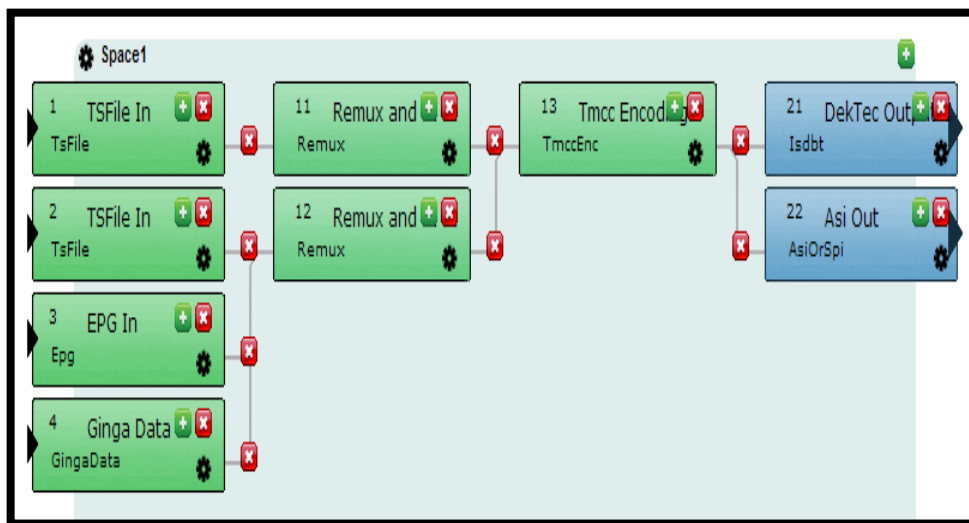 Space1
1 TSFile In
TsFile
11 Remux and
Remux
13 Tmcc Encoding
TmccEnc
21 DekTec Output
Isdbt
2 TSFile In
TsFile
12 Remux and
Remux
22 Asi Out
AsiOrSpi
3 EPG In
Epg
4 Ginga Data
GingaData